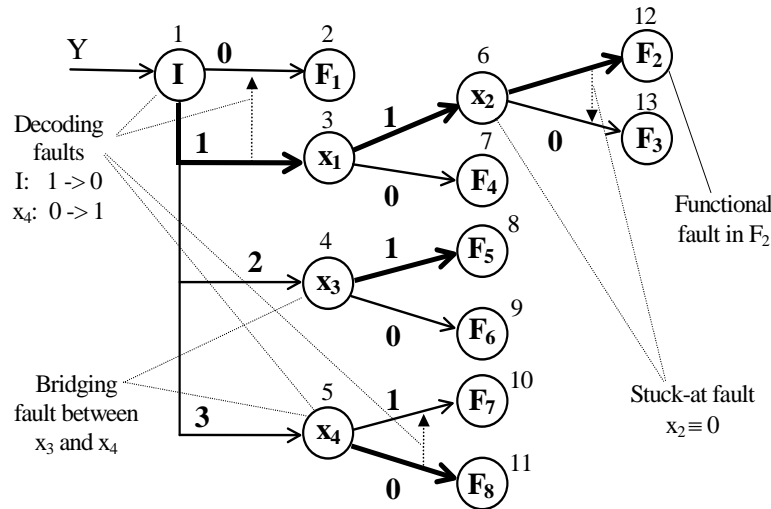 1
Y
I
0
2
F1
1
3
x1
1
6
x2
12
F2
13
0
F3
7
0
F4
Decoding
faults
I: 1 -> 0
x4: 0 -> 1
Functional
fault in F2
2
4
x3
1
8
F5
9
0
F6
Bridging
fault between
x3 and x4
3
5
x4
1
10
F7
11
0
F8
Stuck-at fault
x2 ≡ 0